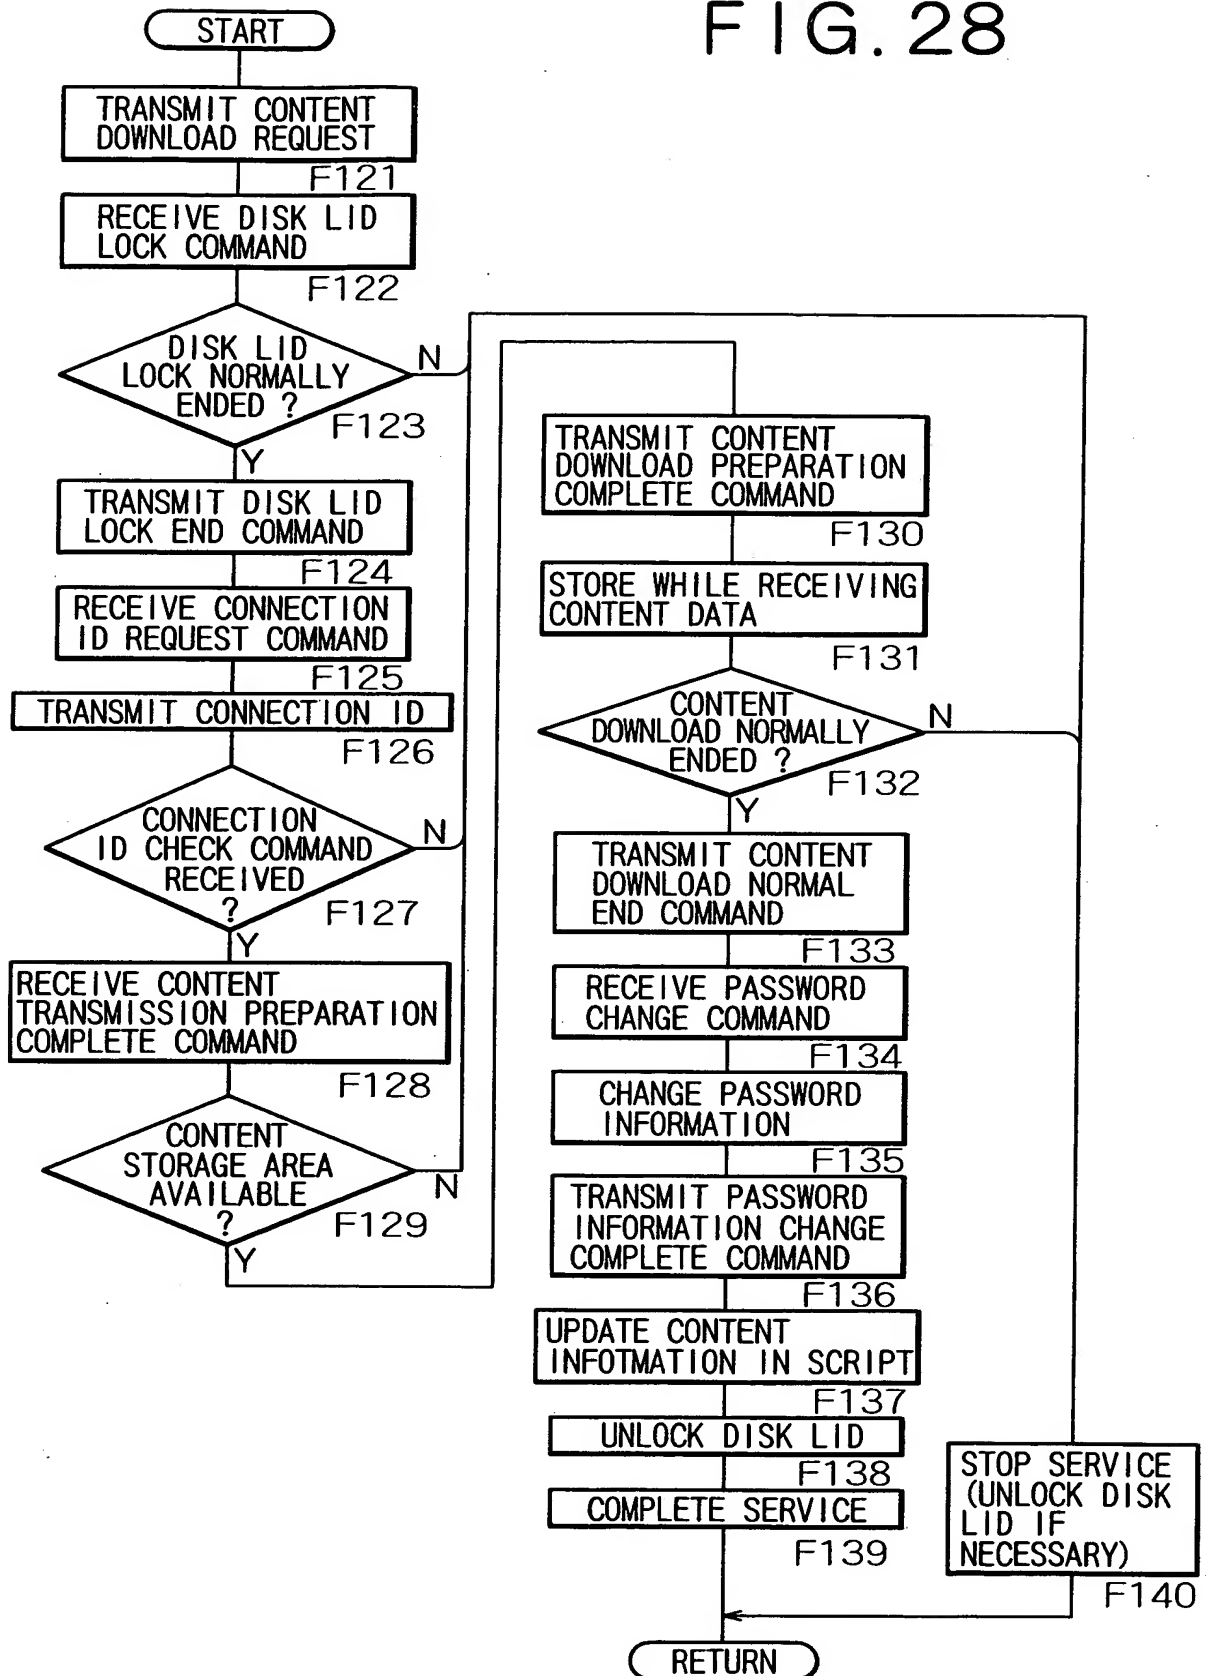 FIG. 28
START
TRANSMIT CONTENT
DOWNLOAD REQUEST
F121
RECEIVE DISK LID
LOCK COMMAND
F122
DISK LID
LOCK NORMALLY
ENDED ?
N
F123
Y
TRANSMIT DISK LID
LOCK END COMMAND
F124
RECEIVE CONNECTION
ID REQUEST COMMAND
F125
TRANSMIT CONNECTION ID
F126
CONNECTION
ID CHECK COMMAND
RECEIVED
?
N
F127
Y
RECEIVE CONTENT
TRANSMISSION PREPARATION
COMPLETE COMMAND
F128
CONTENT
STORAGE AREA
AVAILABLE
?
N
F129
Y
TRANSMIT CONTENT
DOWNLOAD PREPARATION
COMPLETE COMMAND
F130
STORE WHILE RECEIVING
CONTENT DATA
F131
CONTENT
DOWNLOAD NORMALLY
ENDED ?
N
F132
Y
TRANSMIT CONTENT
DOWNLOAD NORMAL
END COMMAND
F133
RECEIVE PASSWORD
CHANGE COMMAND
F134
CHANGE PASSWORD
INFORMATION
F135
TRANSMIT PASSWORD
INFORMATION CHANGE
COMPLETE COMMAND
F136
UPDATE CONTENT
INFOTMATION IN SCRIPT
F137
UNLOCK DISK LID
F138
COMPLETE SERVICE
F139
STOP SERVICE
(UNLOCK DISK
LID IF
NECESSARY)
F140
RETURN